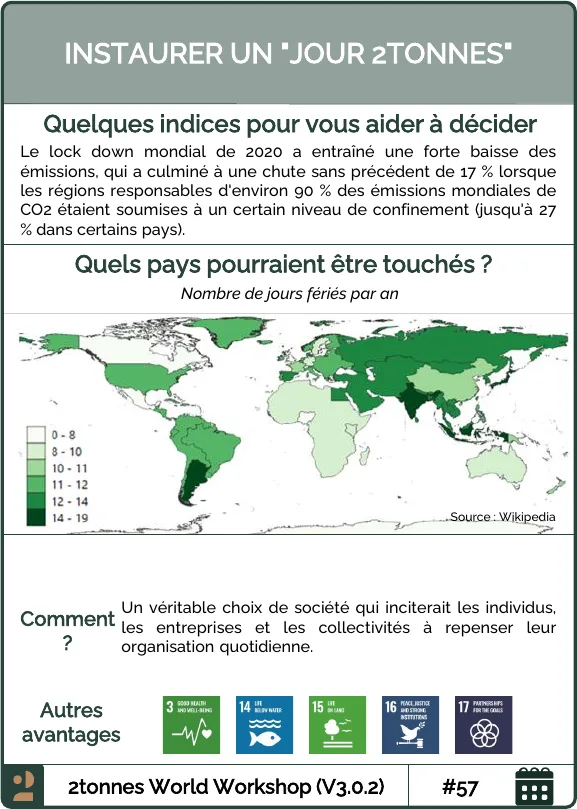 INSTAURER UN "JOUR 2TONNES"
Quelques indices pour vous aider à décider
Le lock down mondial de 2020 a entraîné une forte baisse des
émissions, qui a culminé à une chute sans précédent de 17 % lorsque
les régions responsables d'environ 90 % des émissions mondiales de
CO2 étaient soumises à un certain niveau de confinement (jusqu'à 27
% dans certains pays).
Quels pays pourraient être touchés ?
Nombre de jours fériés par an
0 - 8
8 - 10
10 - 11
11 - 12
12 - 14
14 - 19
Source : Wikipedia
Comment
?
Un véritable choix de société qui inciterait les individus,
les entreprises et les collectivités à repenser leur
organisation quotidienne.
Autres
avantages
3 GOOD HEALTH
AND WELL-BEING
14 LIFE
BELOW WATER
15 LIFE
ON LAND
16 PEACE, JUSTICE
AND STRONG
INSTITUTIONS
17 PARTNERSHIPS
FOR THE GOALS
2tonnes World Workshop (V3.0.2)
#57